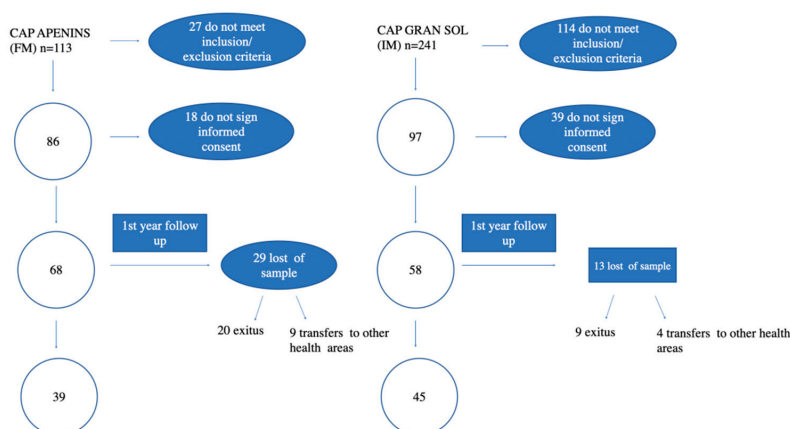 CAP APENINS
(FM) n=113
27 do not meet
inclusion/
exclusion criteria
86
18 do not sign
informed
consent
1st year follow
up
68
29 lost of
sample
20 exitus
9 transfers to other
health areas
39
CAP GRAN SOL
(IM) n=241
114 do not meet
inclusion/
exclusion criteria
97
39 do not sign
informed
consent
1st year follow
up
58
13 lost of sample
9 exitus
4 transfers to other health
areas
45